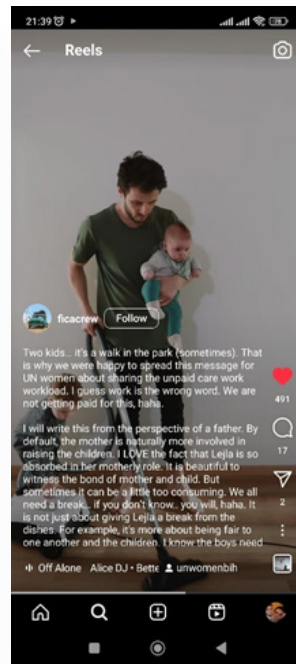 21:39
Reels
ficacrew Follow
Two kids... it's a walk in the park (sometimes). That
is why we were happy to spread this message for
UN women about sharing the unpaid care work
workload. I guess work is the wrong word. We are
not getting paid for this, haha.
I will write this from the perspective of a father. By
default, the mother is naturally more involved in
raising the children. I LOVE the fact that Lejla is so
absorbed in her motherly role. It is beautiful to
witness the bond of mother and child. But
sometimes it can be a little too consuming. We all
need a break.. if you don't know.. you will, haha. It
is not just about giving Lejla a break from the
dishes. For example, it's more about being fair to
one another and the children. I know the boys need
491
17
2
Off Alone Alice DJ • Bette unwomenbih